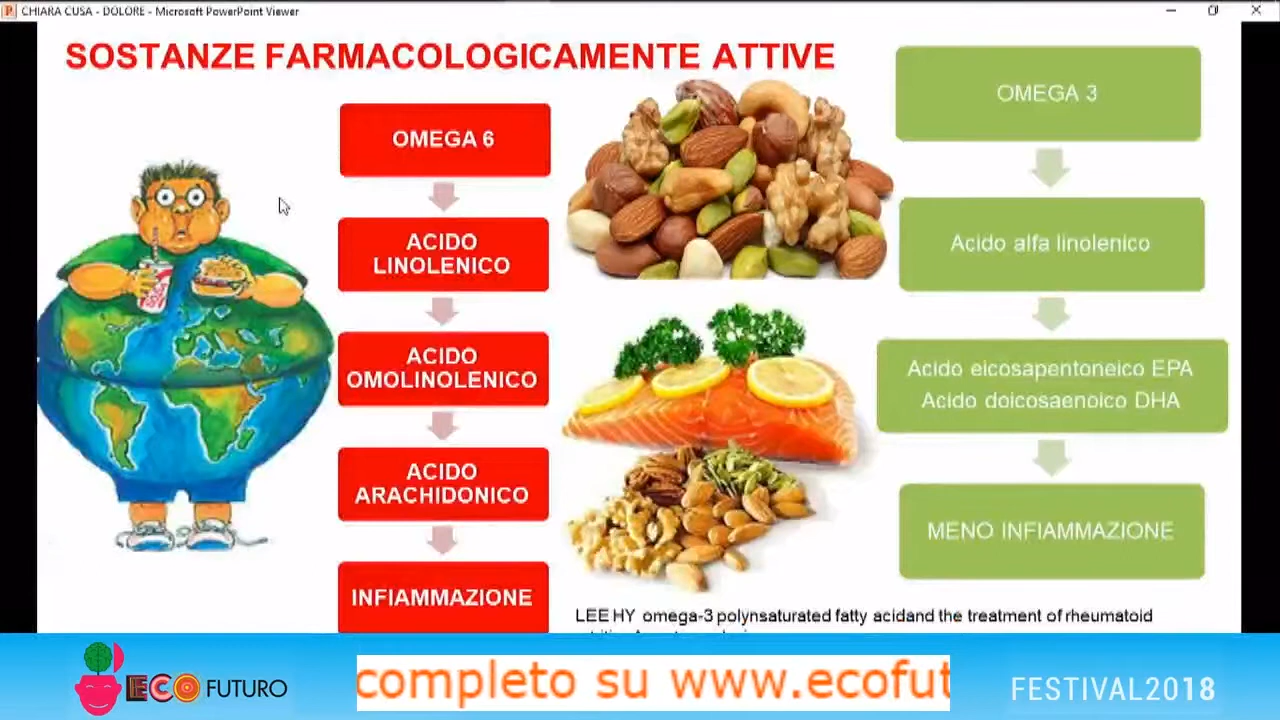 CHIARA CUSA - DOLORE - Microsoft PowerPoint Viewer
SOSTANZE FARMACOLOGICAMENTE ATTIVE
OMEGA 6
ACIDO
LINOLENICO
ACIDO
OMOLINOLENICO
ACIDO
ARACHIDONICO
INFIAMMAZIONE
OMEGA 3
Acido alfa linolenico
Acido eicosapentoneico EPA
Acido doicosaenoico DHA
MENO INFIAMMAZIONE
LEE HY omega-3 polynsaturated fatty acidand the treatment of rheumatoid
ECO FUTURO
completo su www.ecofut
FESTIVAL2018